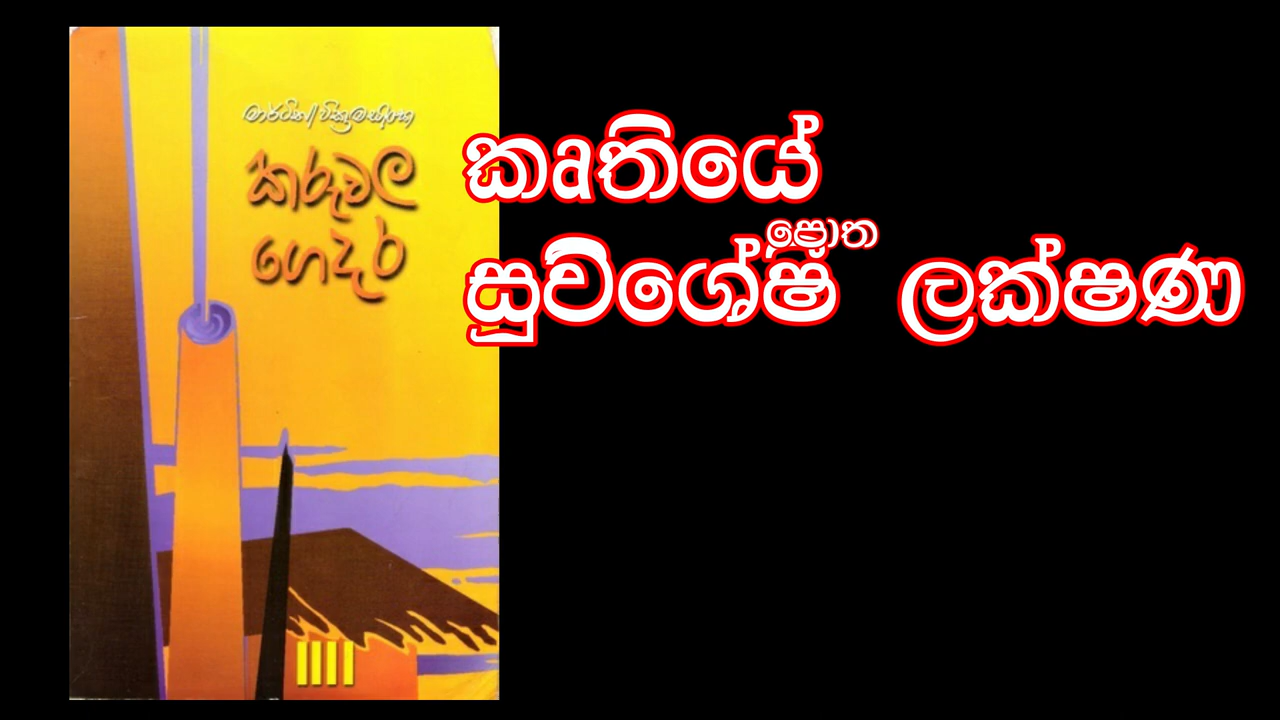 මාර්ටින් වික්‍රමසිංහ
කරුවල
ගෙදර
කෘතියේ
පොත
සුවිශේෂ ලක්ෂණ